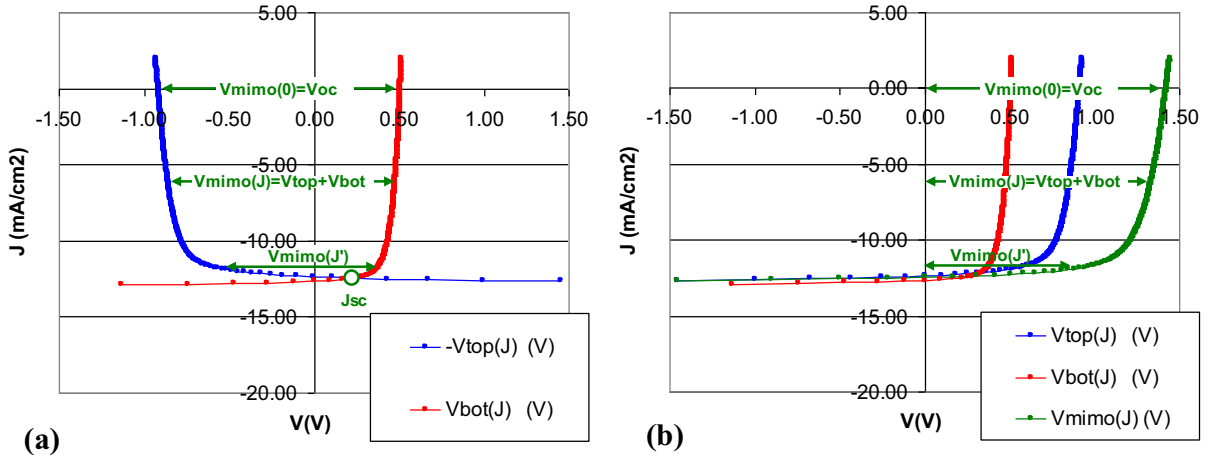 5.00
Vmimo(0)=Voc
0.00
-1.50 -1.00 -0.50 0.00 0.50 1.00 1.50
-5.00
Vmimo(J)=Vtop+Vbot
-10.00
Vmimo(J')
Jsc
-15.00
-20.00
J (mA/cm2)
V(V)
-Vtop(J) (V)
Vbot(J) (V)
(a)
5.00
Vmimo(0)=Voc
0.00
-1.50 -1.00 -0.50 0.00 0.50 1.00 1.50
-5.00
Vmimo(J)=Vtop+Vbot
-10.00
Vmimo(J')
-15.00
-20.00
J (mA/cm2)
V(V)
Vtop(J) (V)
Vbot(J) (V)
Vmimo(J) (V)
(b)